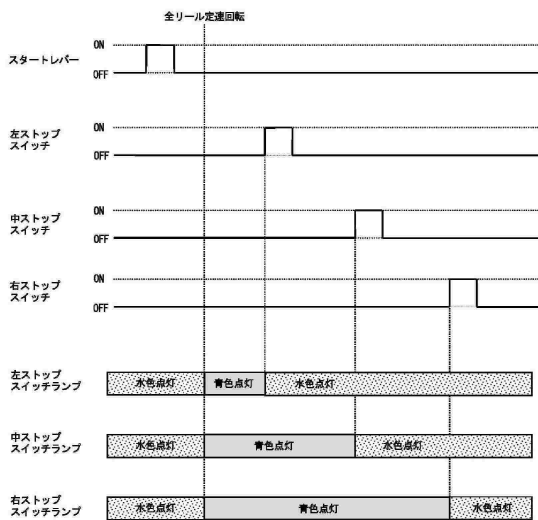 全リール定速回転
スタートレバー
ON
OFF
左ストップ
スイッチ
ON
OFF
中ストップ
スイッチ
ON
OFF
右ストップ
スイッチ
ON
OFF
左ストップ
スイッチランプ
水色点灯
青色点灯
水色点灯
中ストップ
スイッチランプ
水色点灯
青色点灯
水色点灯
右ストップ
スイッチランプ
水色点灯
青色点灯
水色点灯